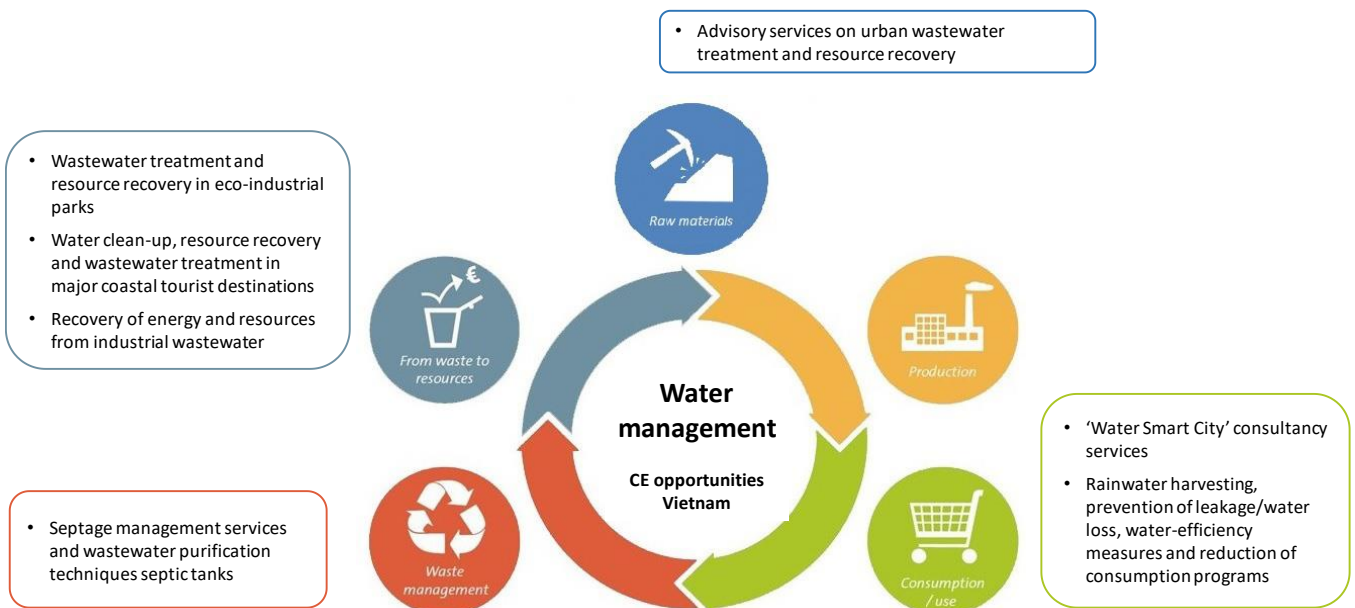 • Advisory services on urban wastewater
treatment and resource recovery
• Wastewater treatment and
resource recovery in eco-industrial
parks
• Water clean-up, resource recovery
and wastewater treatment in
major coastal tourist destinations
• Recovery of energy and resources
from industrial wastewater
Raw materials
€
From waste to
resources
Production
Water
management
CE opportunities
Vietnam
• ‘Water Smart City’ consultancy
services
• Rainwater harvesting,
prevention of leakage/water
loss, water-efficiency
measures and reduction of
consumption programs
• Septage management services
and wastewater purification
techniques septic tanks
Waste
management
Consumption
/ use